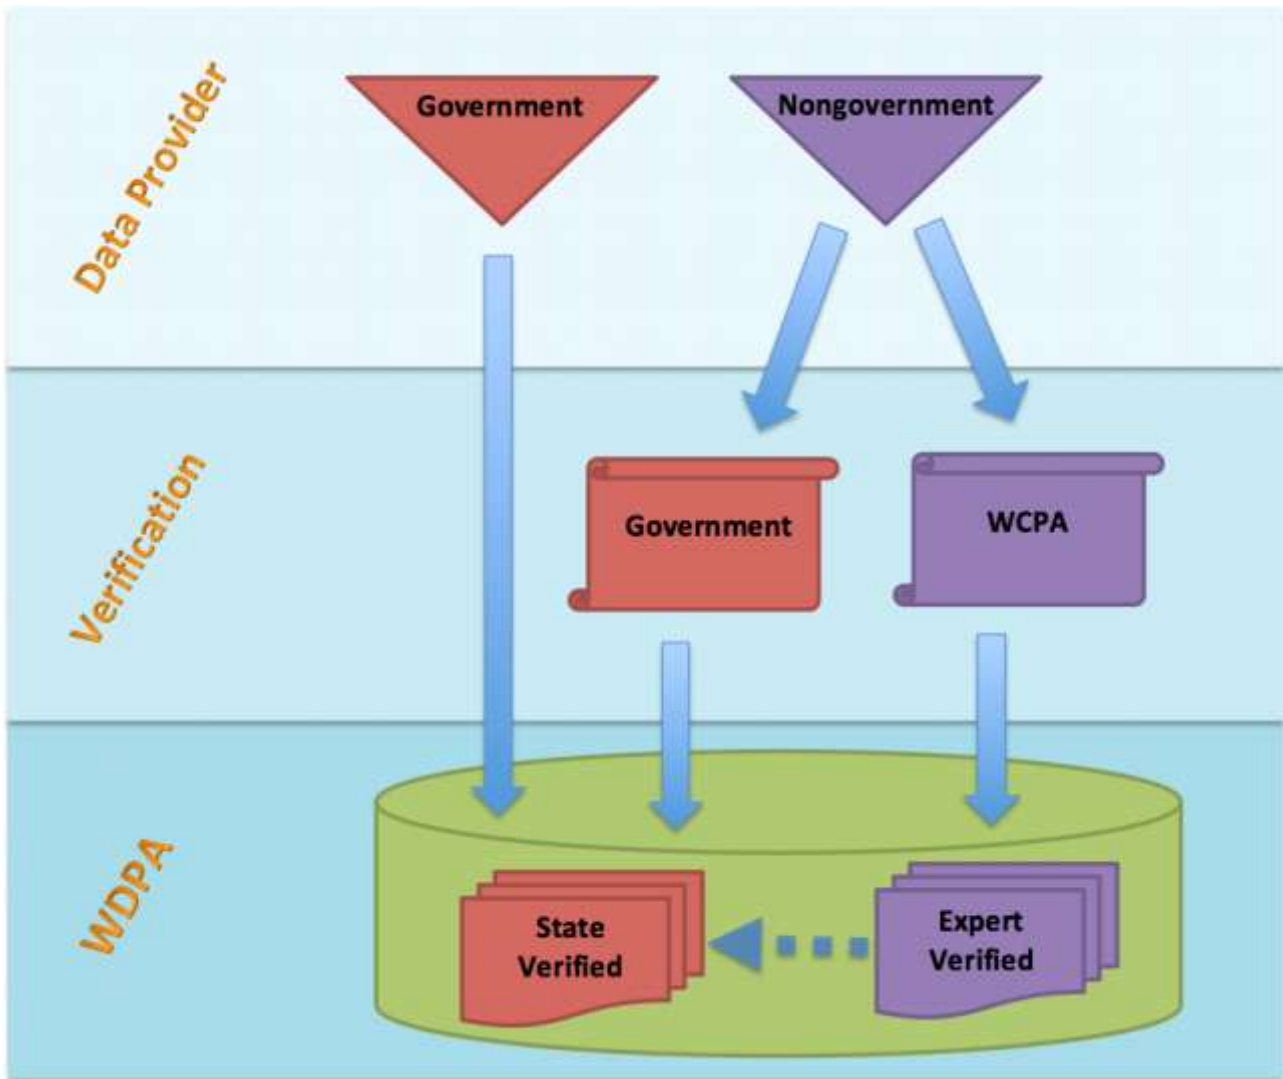 Data Provider
Government
Nongovernment
Verification
Government
WCPA
WDPA
State
Verified
Expert
Verified